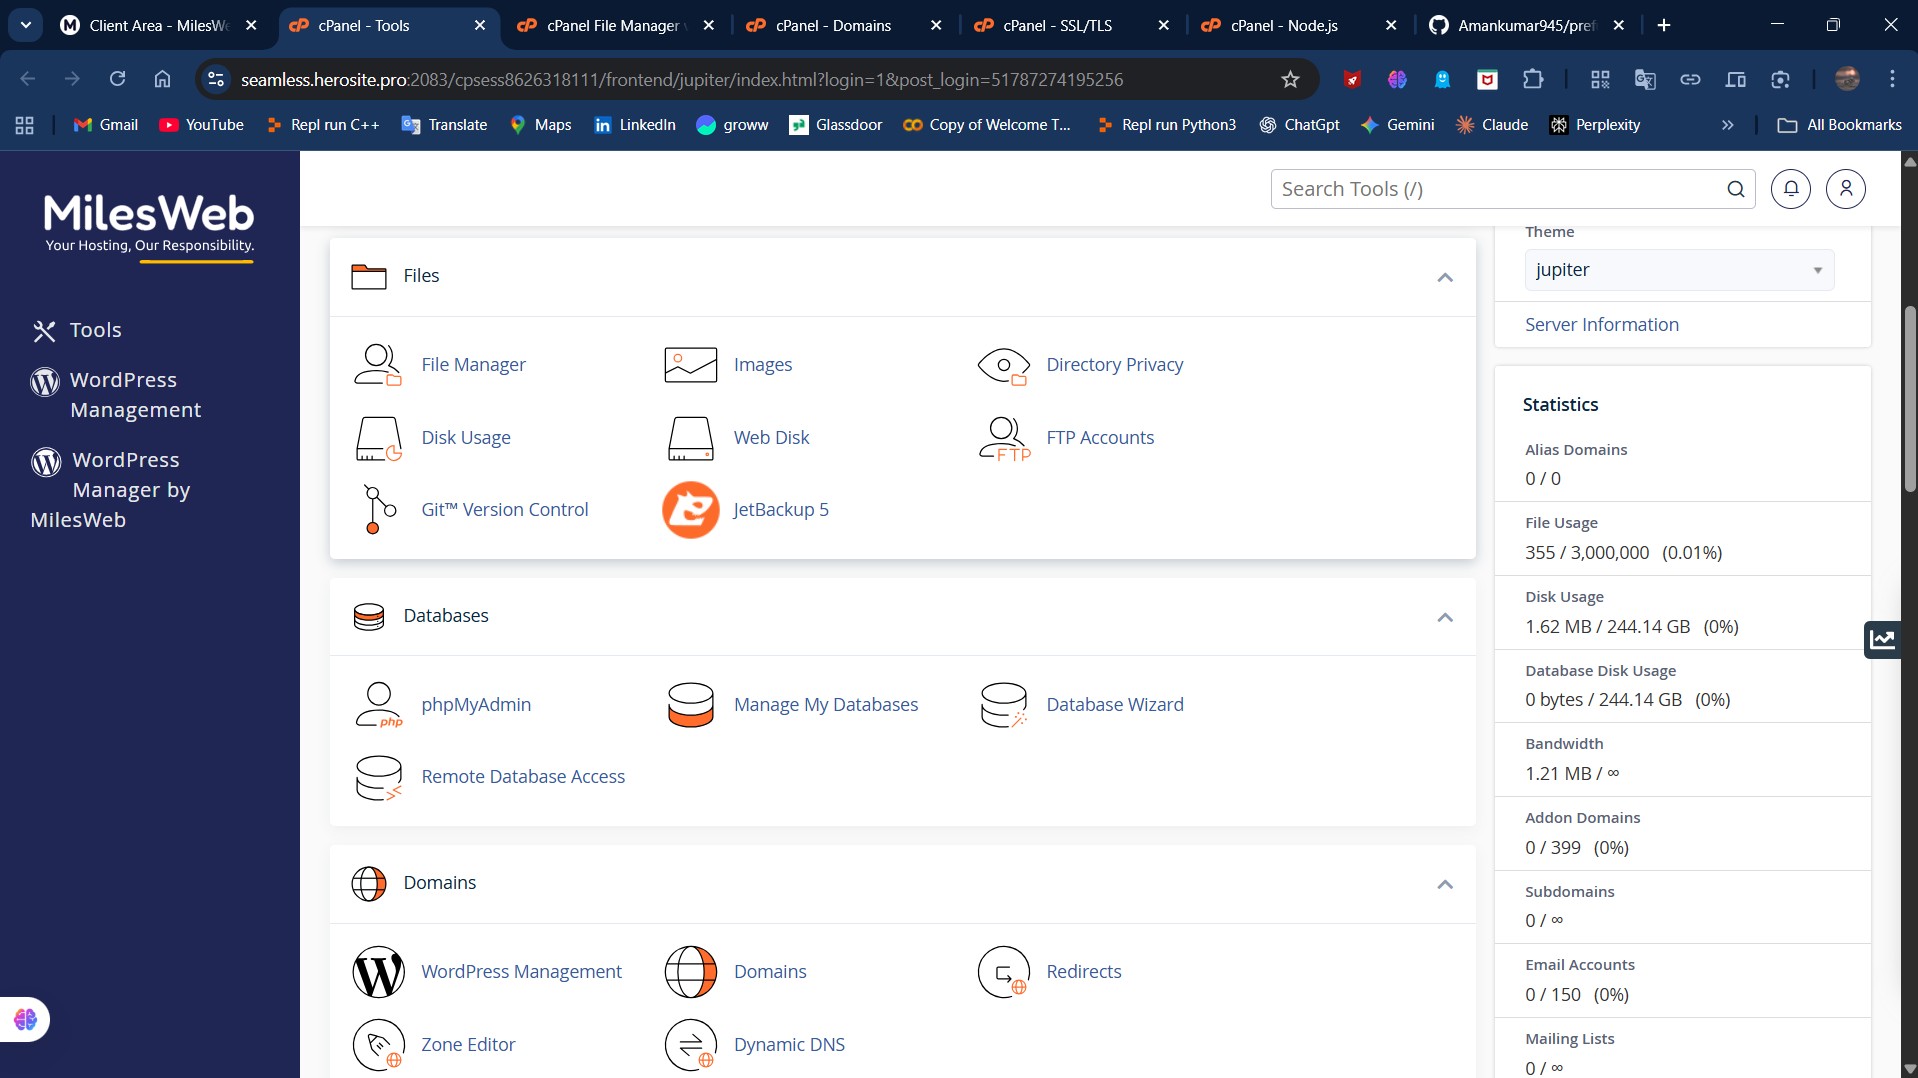 Client Area - MilesWe
cPanel - Tools
cPanel File Manager v
cPanel - Domains
cPanel - SSL/TLS
cPanel - Node.js
Amankumar945/pref
seamless.herosite.pro:2083/cpsess8626318111/frontend/jupiter/index.html?login=1&post_login=51787274195256
Gmail
YouTube
Repl run C++
Translate
Maps
LinkedIn
groww
Glassdoor
Copy of Welcome T...
Repl run Python3
ChatGpt
Gemini
Claude
Perplexity
»
All Bookmarks
MilesWeb
Your Hosting, Our Responsibility.
Search Tools (/)
Tools
WordPress
Management
WordPress
Manager by
MilesWeb
Files
File Manager
Images
Directory Privacy
Disk Usage
Web Disk
FTP Accounts
FTP
Git™ Version Control
JetBackup 5
Databases
phpMyAdmin
php
Manage My Databases
Database Wizard
Remote Database Access
Domains
WordPress Management
Domains
Redirects
Zone Editor
Dynamic DNS
Theme
jupiter
Server Information
Statistics
Alias Domains
0 / 0
File Usage
355 / 3,000,000 (0.01%)
Disk Usage
1.62 MB / 244.14 GB (0%)
Database Disk Usage
0 bytes / 244.14 GB (0%)
Bandwidth
1.21 MB / ∞
Addon Domains
0 / 399 (0%)
Subdomains
0 / ∞
Email Accounts
0 / 150 (0%)
Mailing Lists
0 / ∞